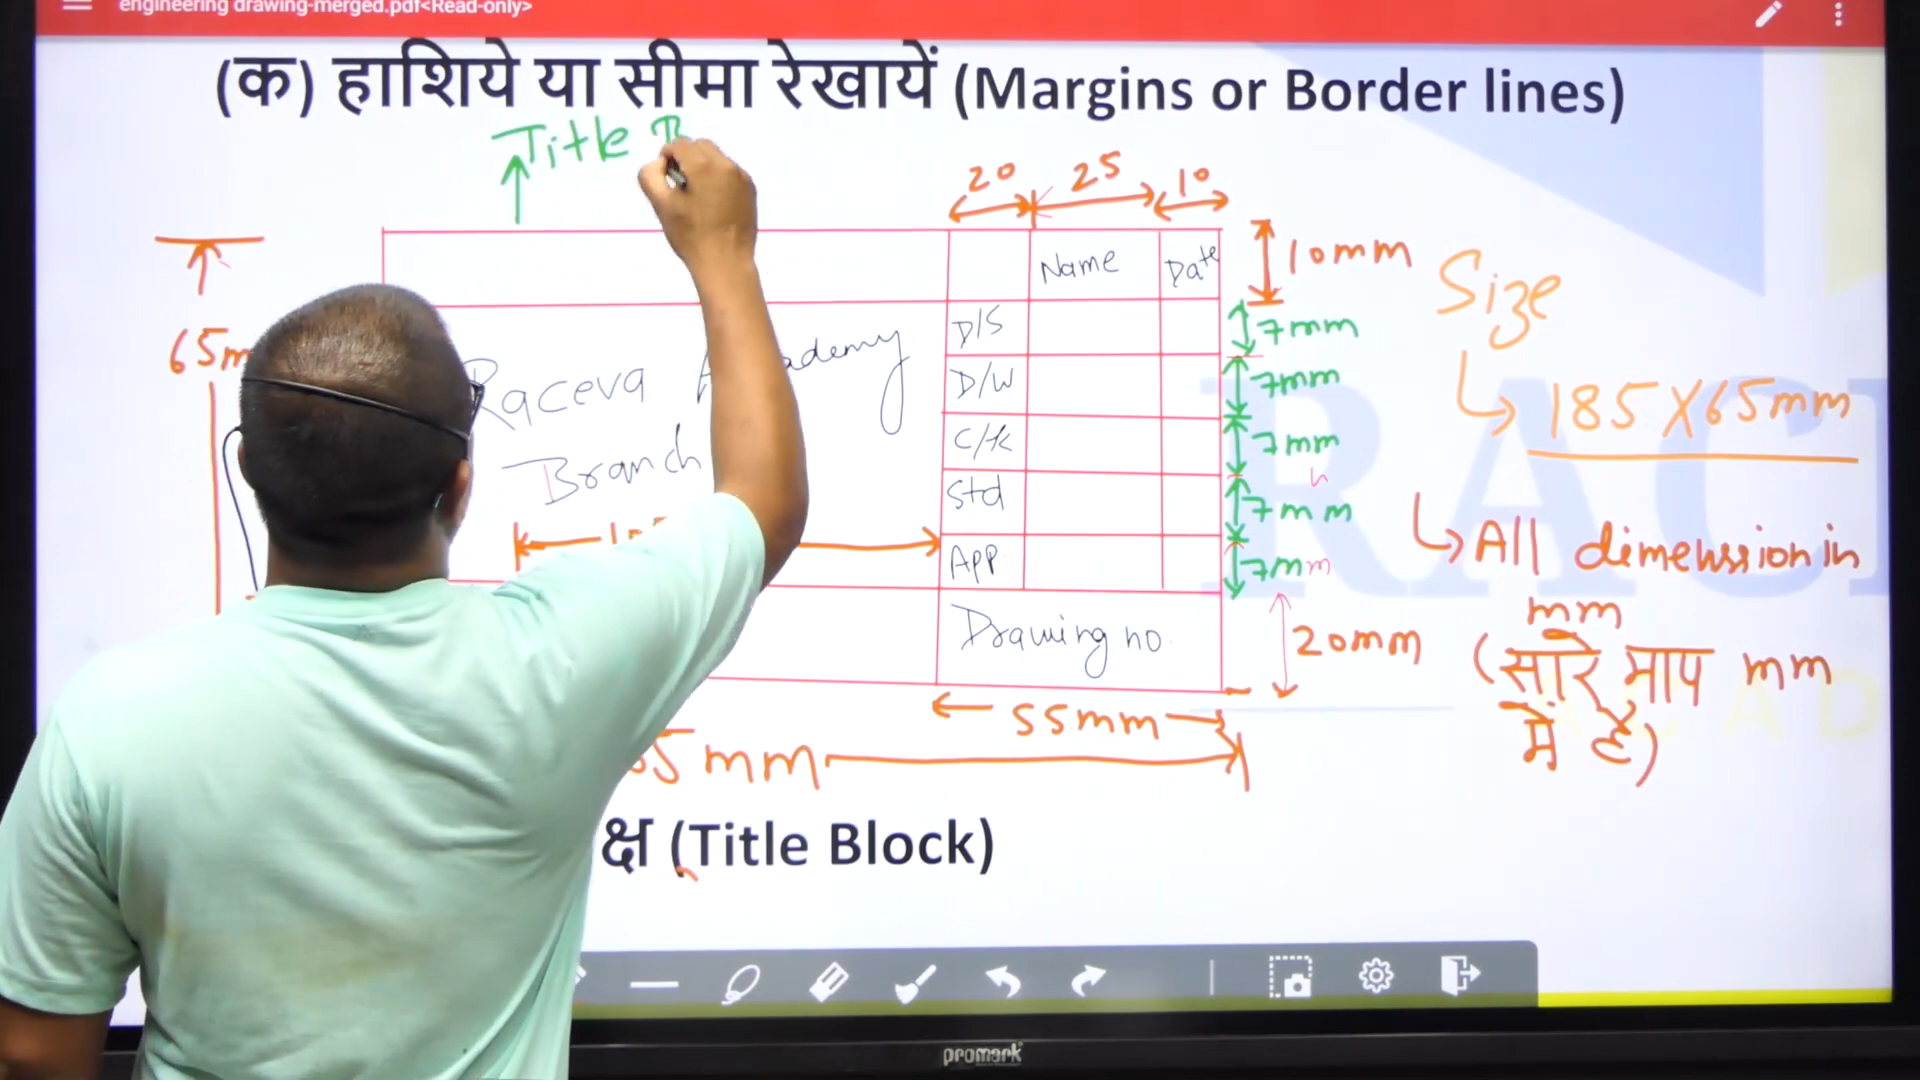 engineering drawing-merged.pdf<Read-only>
(क) हाशिये या सीमा रेखायें (Margins or Border lines)
Title
20 25 10
Name Date
10mm
Size
D/S 7mm
Raceva Academy
D/W 7mm
185X65mm
Branch
C/k 7mm
Std 7mm
All dimension in
mm
App. 7mm
Drawing no.
20mm
(सारे माप mm
में है)
55mm
क्ष (Title Block)
promark